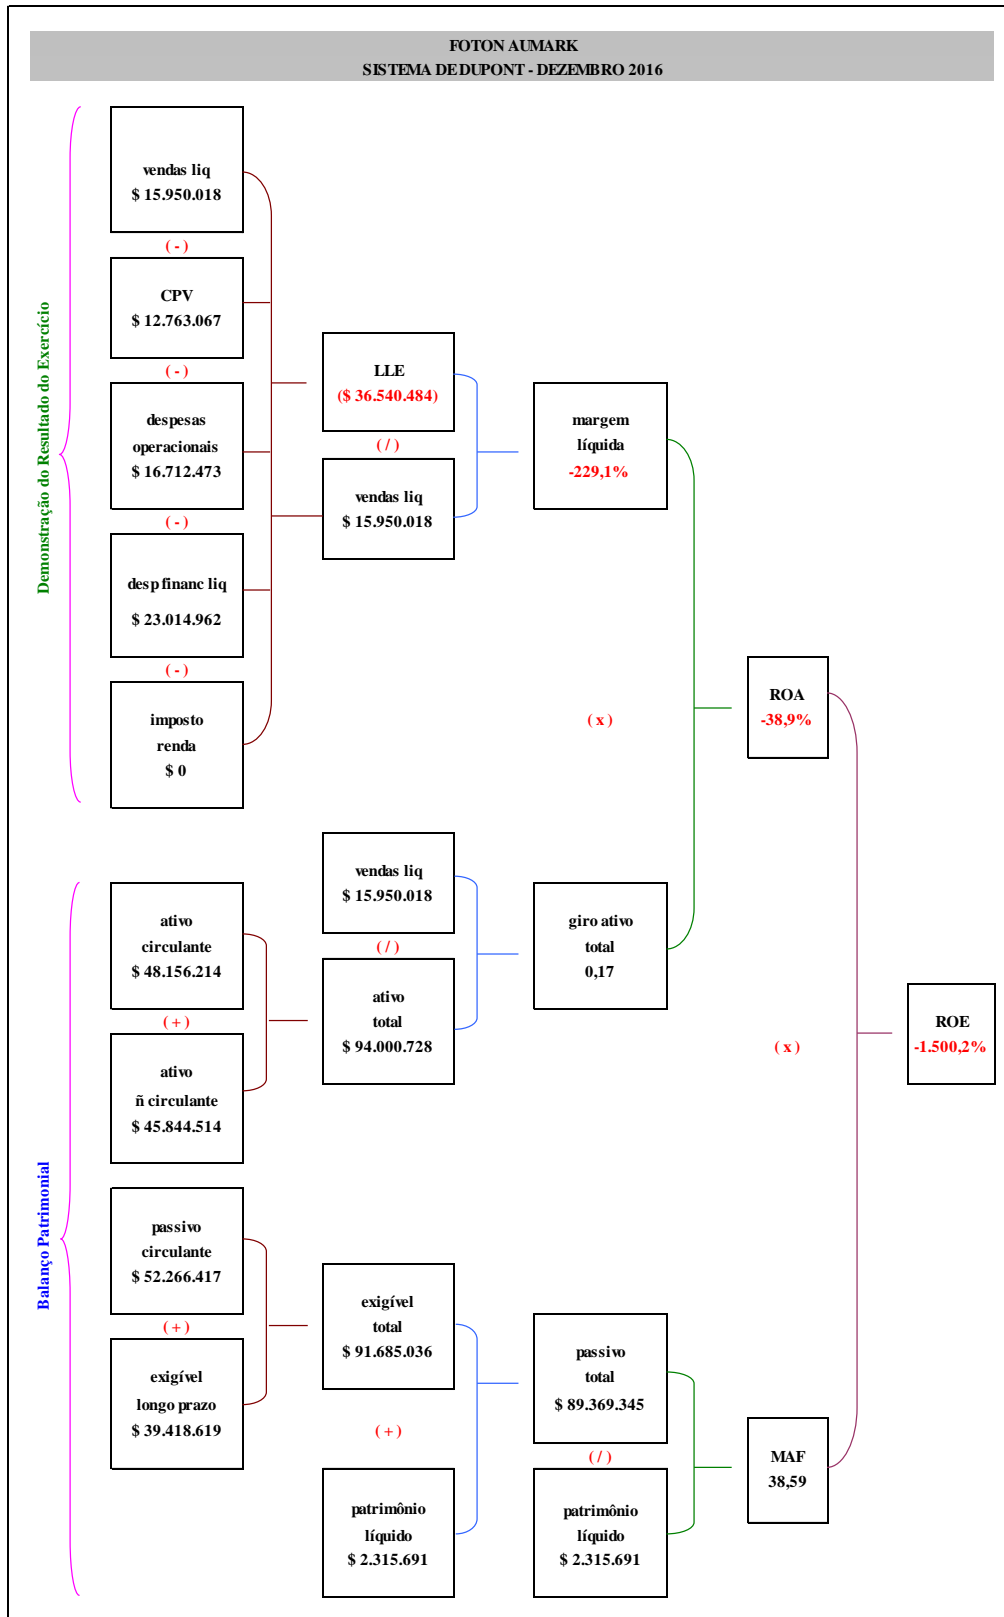 FOTON AUMARK
SISTEMA DE DUPONT - DEZEMBRO 2016
Demonstração do Resultado do Exercício
vendas liq
$ 15.950.018
( - )
CPV
$ 12.763.067
( - )
despesas
operacionais
$ 16.712.473
( - )
desp financ liq
$ 23.014.962
( - )
imposto
renda
$ 0
LLE
($ 36.540.484)
( / )
vendas liq
$ 15.950.018
margem
líquida
-229,1%
( x )
ROA
-38,9%
Balanço Patrimonial
ativo
circulante
$ 48.156.214
( + )
ativo
ñ circulante
$ 45.844.514
vendas liq
$ 15.950.018
( / )
ativo
total
$ 94.000.728
giro ativo
total
0,17
( x )
ROE
-1.500,2%
passivo
circulante
$ 52.266.417
( + )
exigível
longo prazo
$ 39.418.619
exigível
total
$ 91.685.036
( + )
patrimônio
líquido
$ 2.315.691
passivo
total
$ 89.369.345
( / )
patrimônio
líquido
$ 2.315.691
MAF
38,59